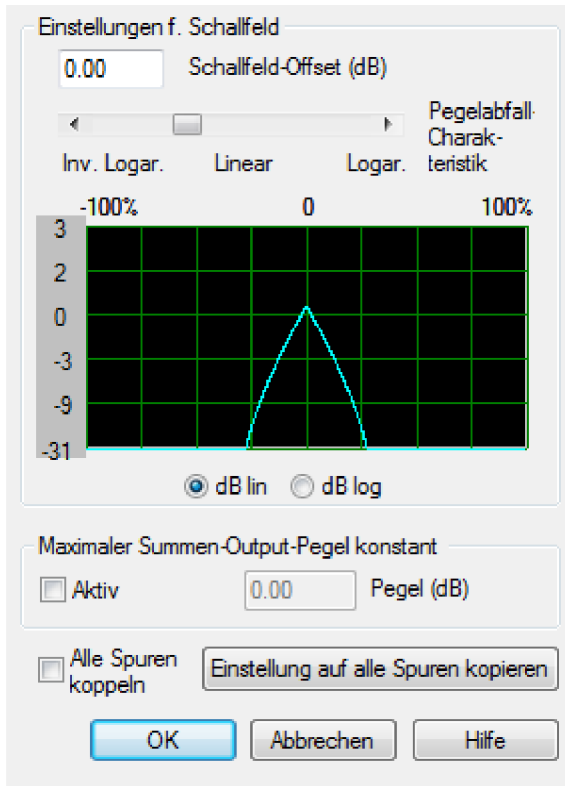 Einstellungen f. Schallfeld
0.00 Schallfeld-Offset (dB)
Pegelabfall-
Charak-
teristik
Inv. Logar. Linear Logar.
-100% 0 100%
3
2
0
-3
-9
-31
dB lin dB log
Maximaler Summen-Output-Pegel konstant
Aktiv 0.00 Pegel (dB)
Alle Spuren
koppeln
Einstellung auf alle Spuren kopieren
OK Abbrechen Hilfe